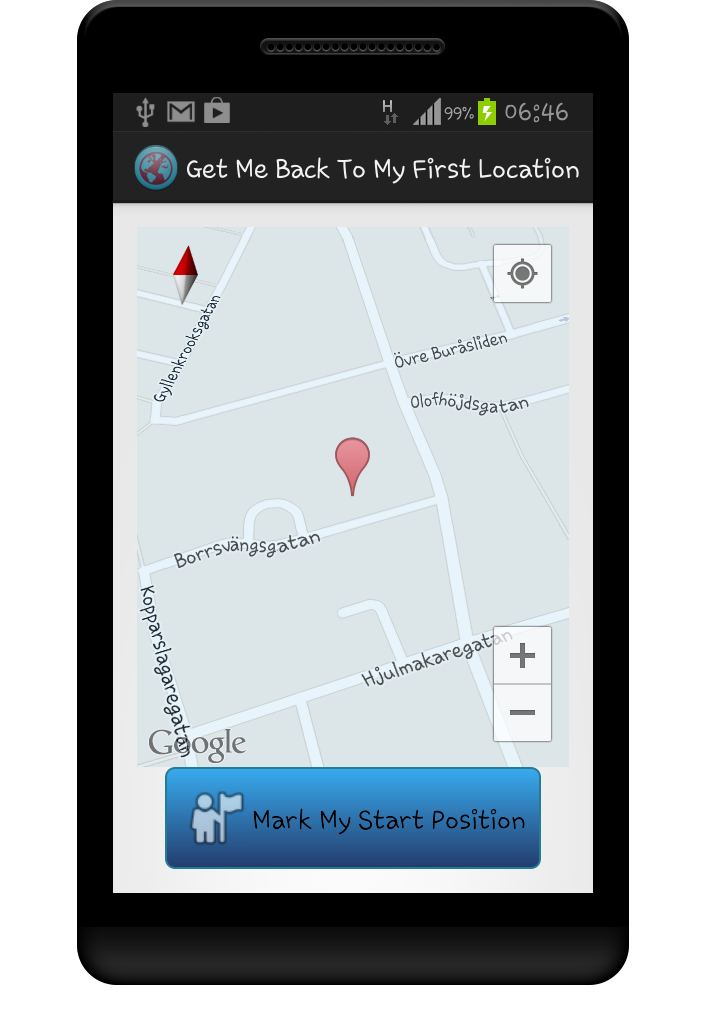 H
99%
06:46
Get Me Back To My First Location
Gyllenkrooksgatan
Övre Buråsliden
Olofhöjdsgatan
Borrsvängsgatan
Kopparslagaregatan
Hjulmakaregatan
Google
Mark My Start Position